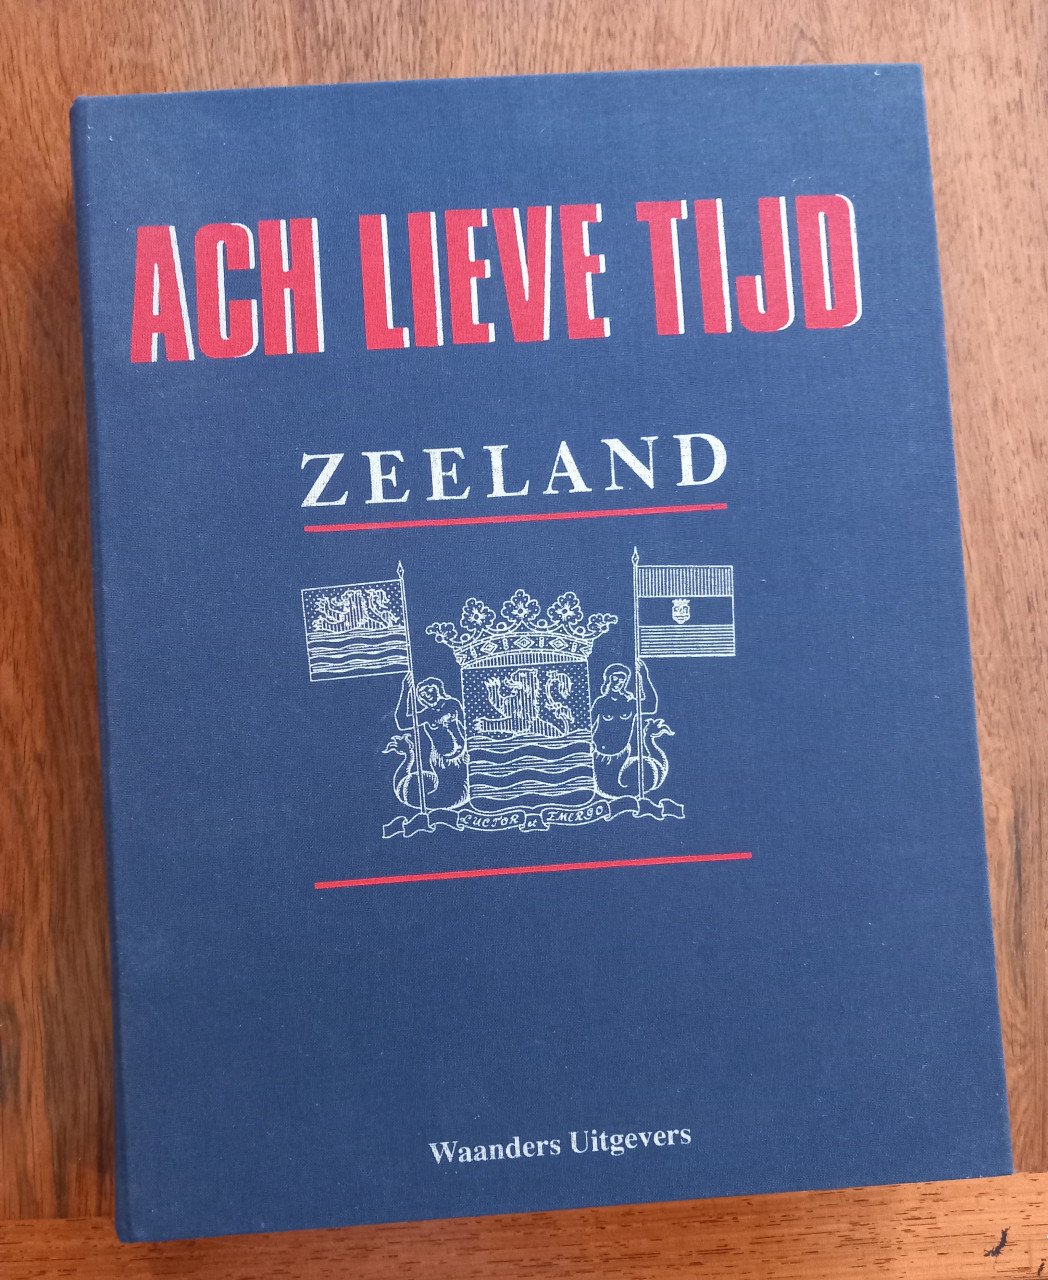 ACH LIEVE TIJD
ZEELAND
LUCTOR et EMERGO
Waanders Uitgevers